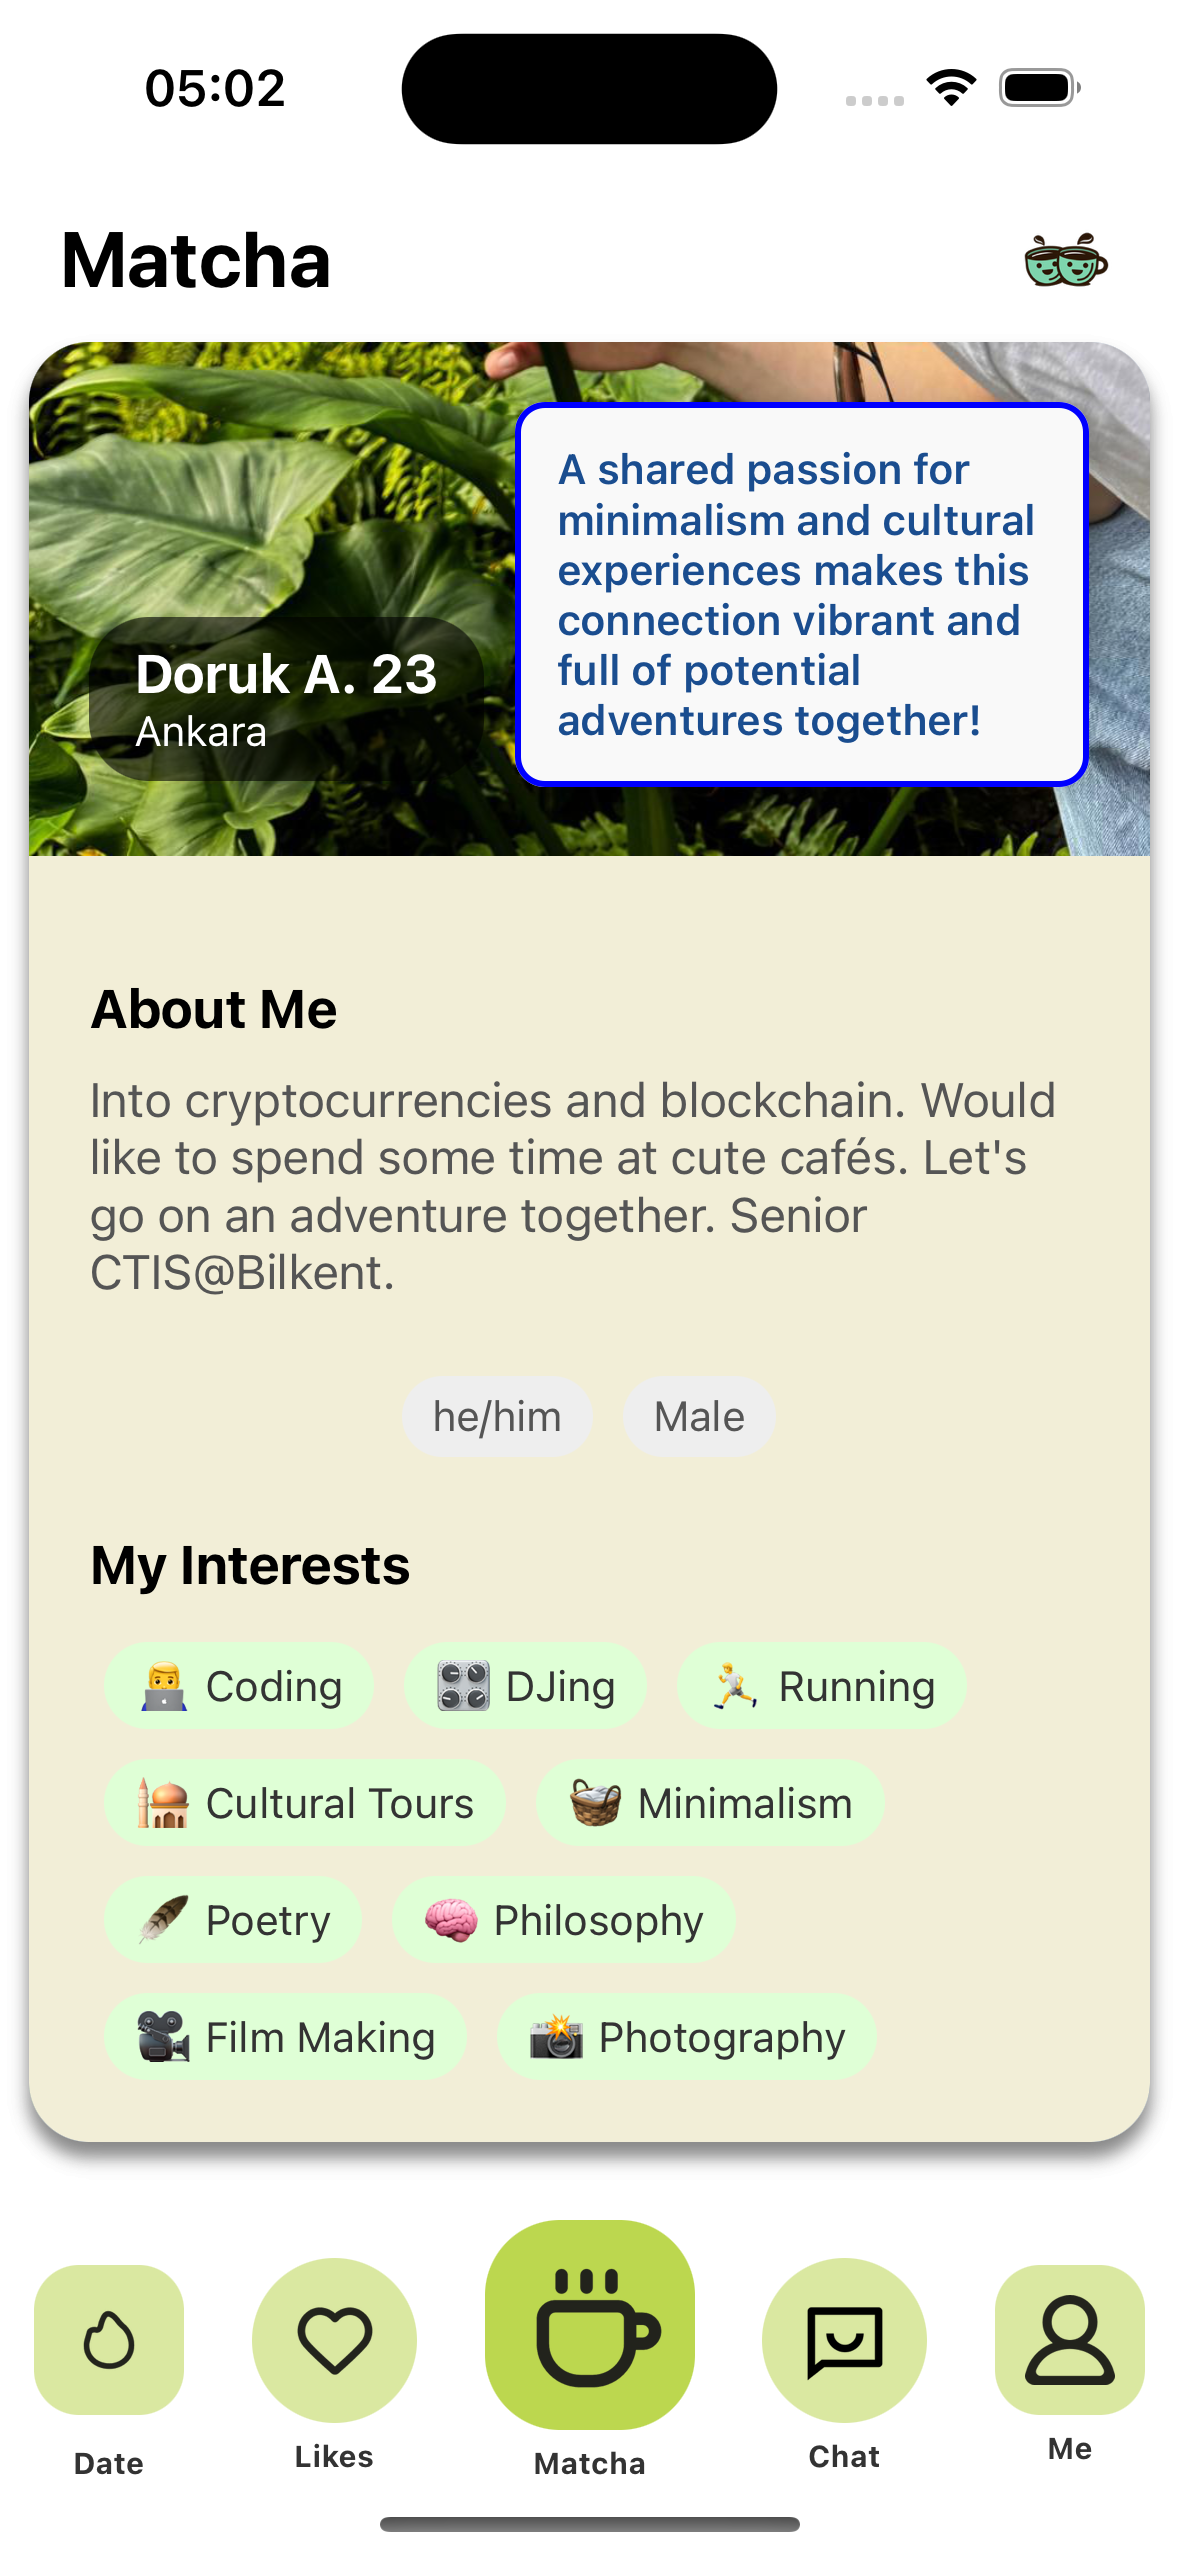 05:02
Matcha
A shared passion for
minimalism and cultural
experiences makes this
connection vibrant and
full of potential
adventures together!
Doruk A. 23
Ankara
About Me
Into cryptocurrencies and blockchain. Would
like to spend some time at cute cafés. Let's
go on an adventure together. Senior
CTIS@Bilkent.
he/him Male
My Interests
Coding DJing Running
Cultural Tours Minimalism
Poetry Philosophy
Film Making Photography
Date Likes Matcha Chat Me